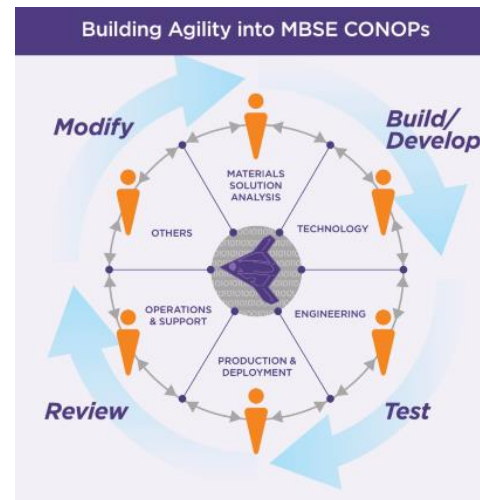 Building Agility into MBSE CONOPs
Modify
Build/
Develop
MATERIALS
SOLUTION
ANALYSIS
TECHNOLOGY
OTHERS
OPERATIONS
& SUPPORT
ENGINEERING
PRODUCTION &
DEPLOYMENT
Review
Test